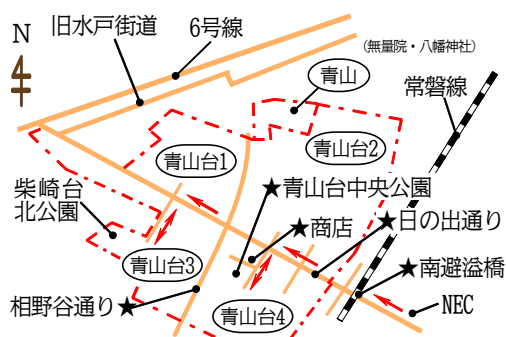 N
旧水戸街道
6号線
(無量院・八幡神社)
青山
常磐線
青山台1
青山台2
柴崎台
北公園
★青山台中央公園
★商店
★日の出通り
青山台3
★南避溢橋
相野谷通り★
青山台4
NEC